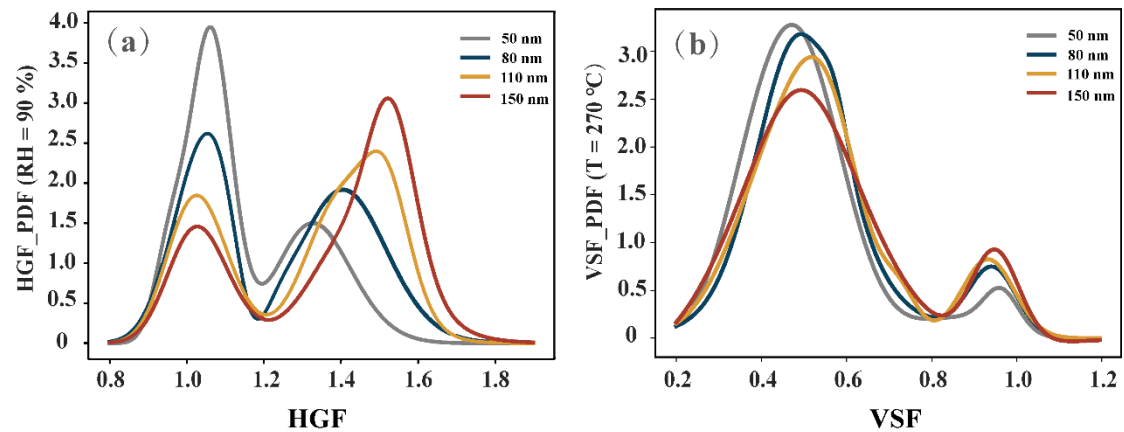 (a)
50 nm
80 nm
110 nm
150 nm
HGF_PDF (RH = 90 %)
4.0
3.5
3.0
2.5
2.0
1.5
1.0
0.5
0
0.8 1.0 1.2 1.4 1.6 1.8
HGF
(b)
50 nm
80 nm
110 nm
150 nm
VSF_PDF (T = 270 °C)
3.0
2.5
2.0
1.5
1.0
0.5
0
0.2 0.4 0.6 0.8 1.0 1.2
VSF